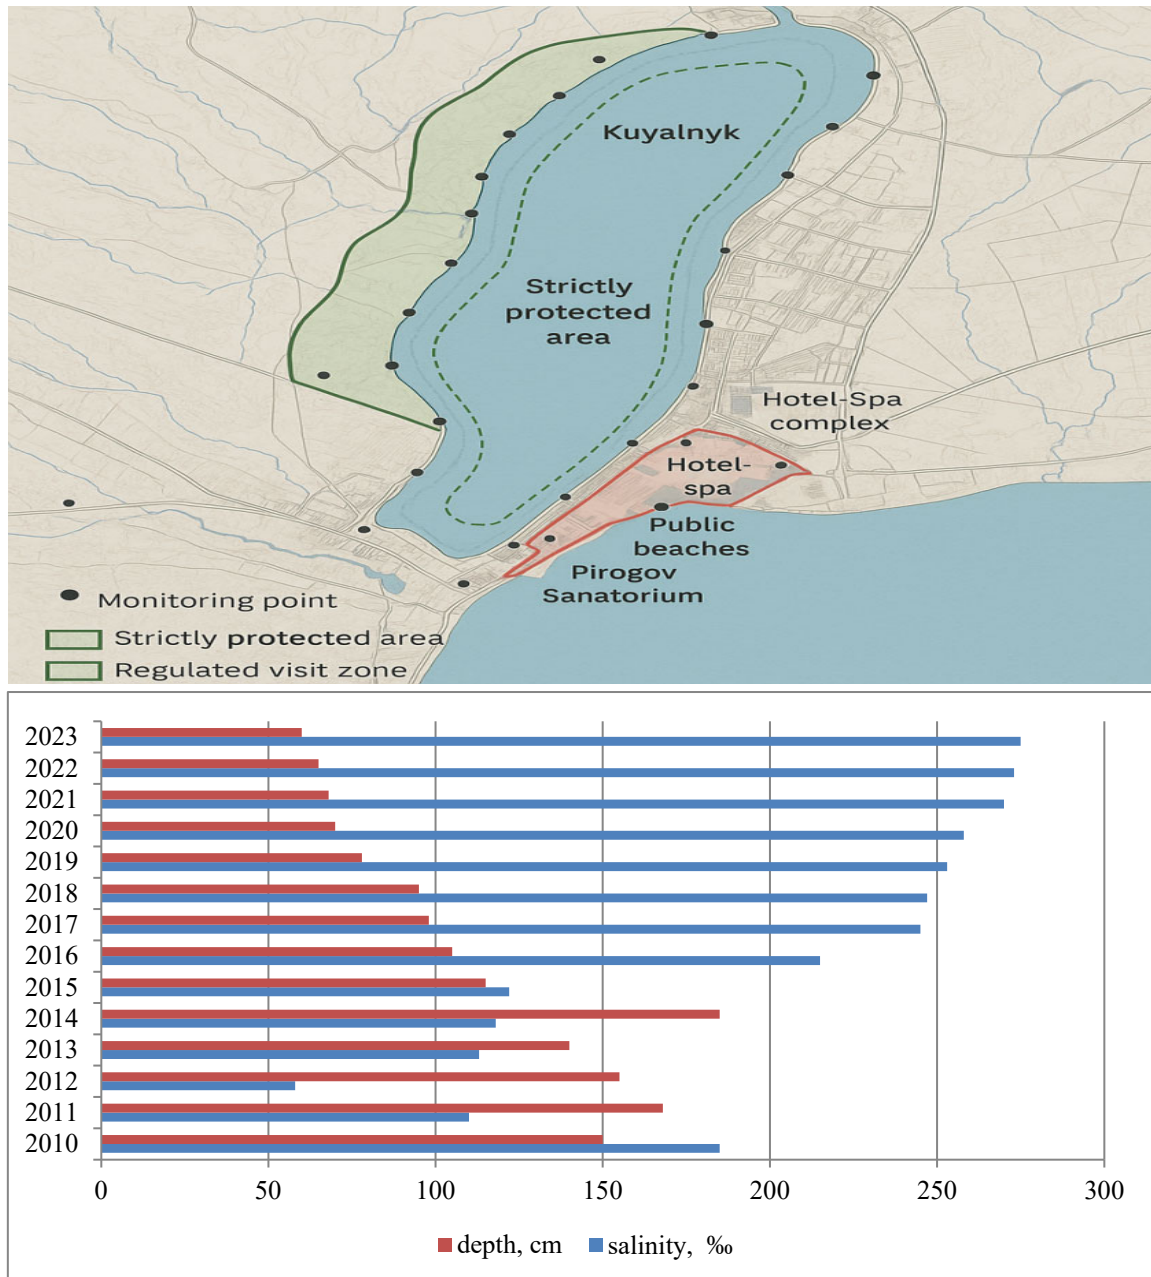 Kuyalnyk
Strictly
protected
area
Hotel-Spa
complex
Hotel-
spa
Public
beaches
Pirogov
Sanatorium
Monitoring point
Strictly protected area
Regulated visit zone
2023
2022
2021
2020
2019
2018
2017
2016
2015
2014
2013
2012
2011
2010
0 50 100 150 200 250 300
depth, cm salinity, ‰